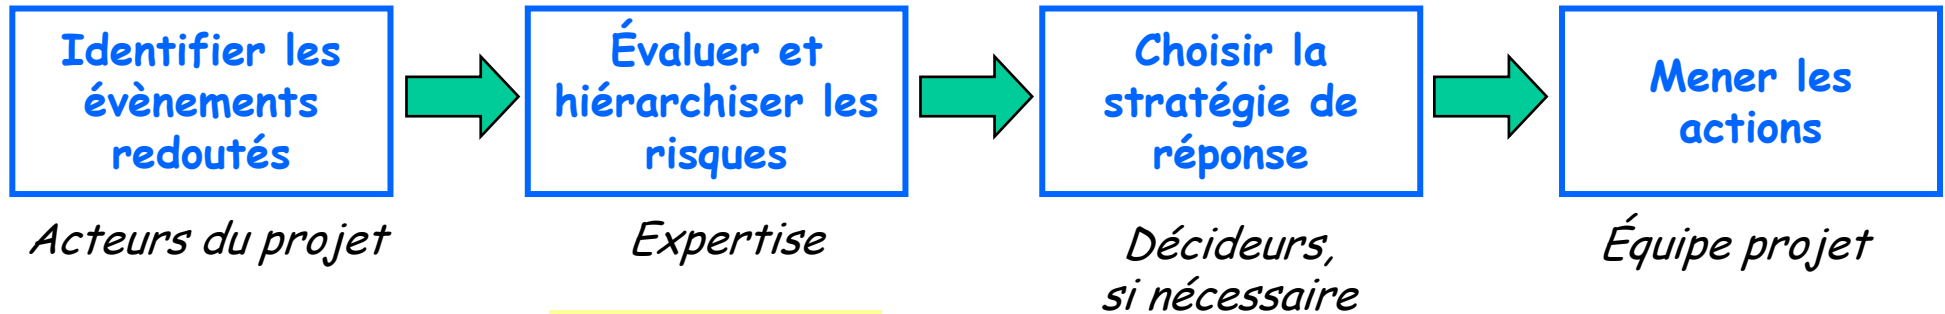 Identifier les
évènements
redoutés
Acteurs du projet
Évaluer et
hiérarchiser les
risques
Expertise
Choisir la
stratégie de
réponse
Décideurs,
si nécessaire
Mener les
actions
Équipe projet